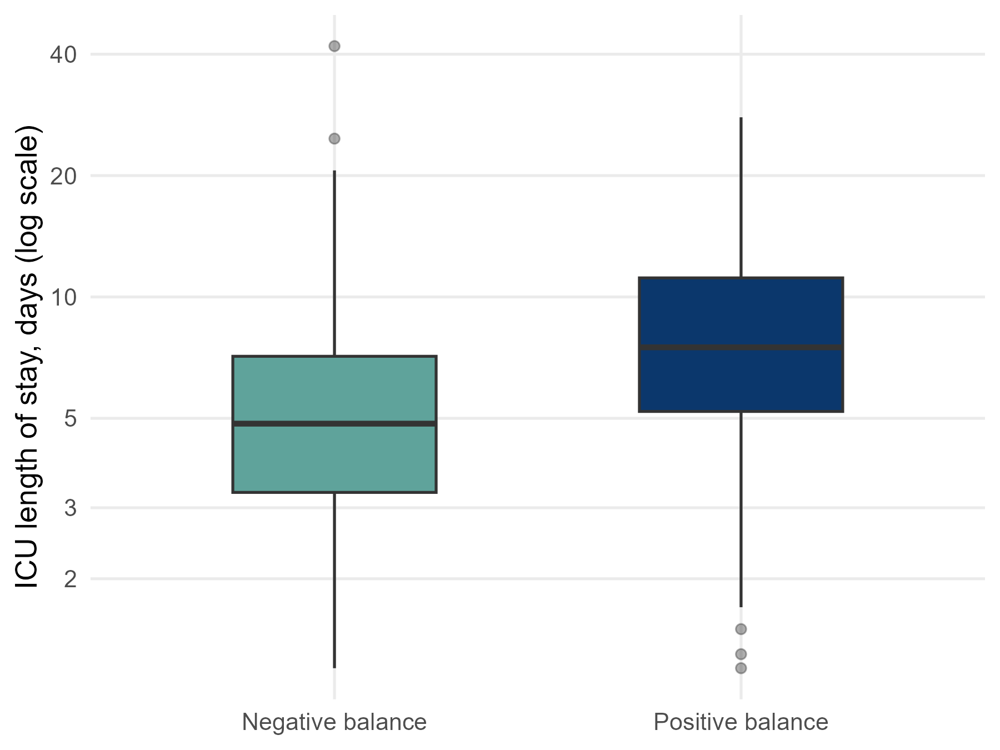 ICU length of stay, days (log scale)
40
20
10
5
3
2
Negative balance
Positive balance